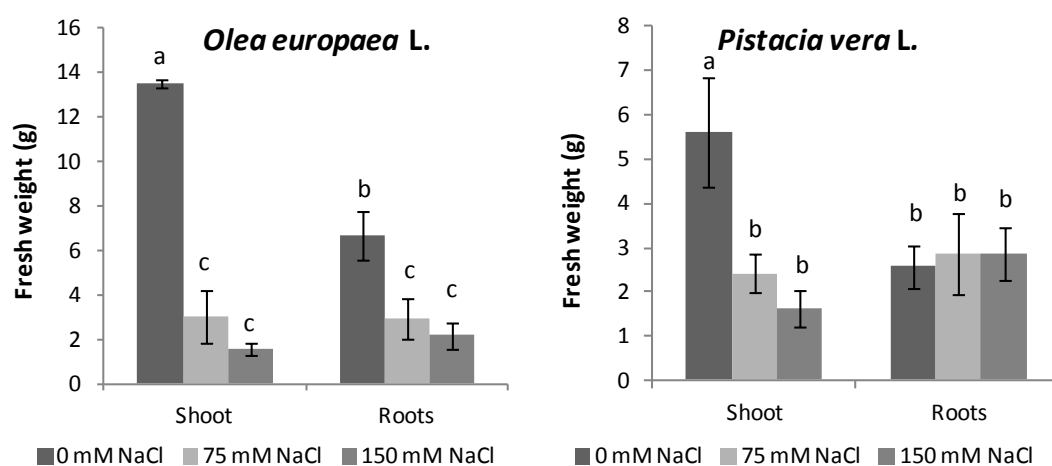 Olea europaea L.
Fresh weight (g)
16
14
12
10
8
6
4
2
0
a
c
c
b
c
c
Shoot Roots
0 mM NaCl 75 mM NaCl 150 mM NaCl
Pistacia vera L.
Fresh weight (g)
8
7
6
5
4
3
2
1
0
a
b
b
b
b
b
Shoot Roots
0 mM NaCl 75 mM NaCl 150 mM NaCl